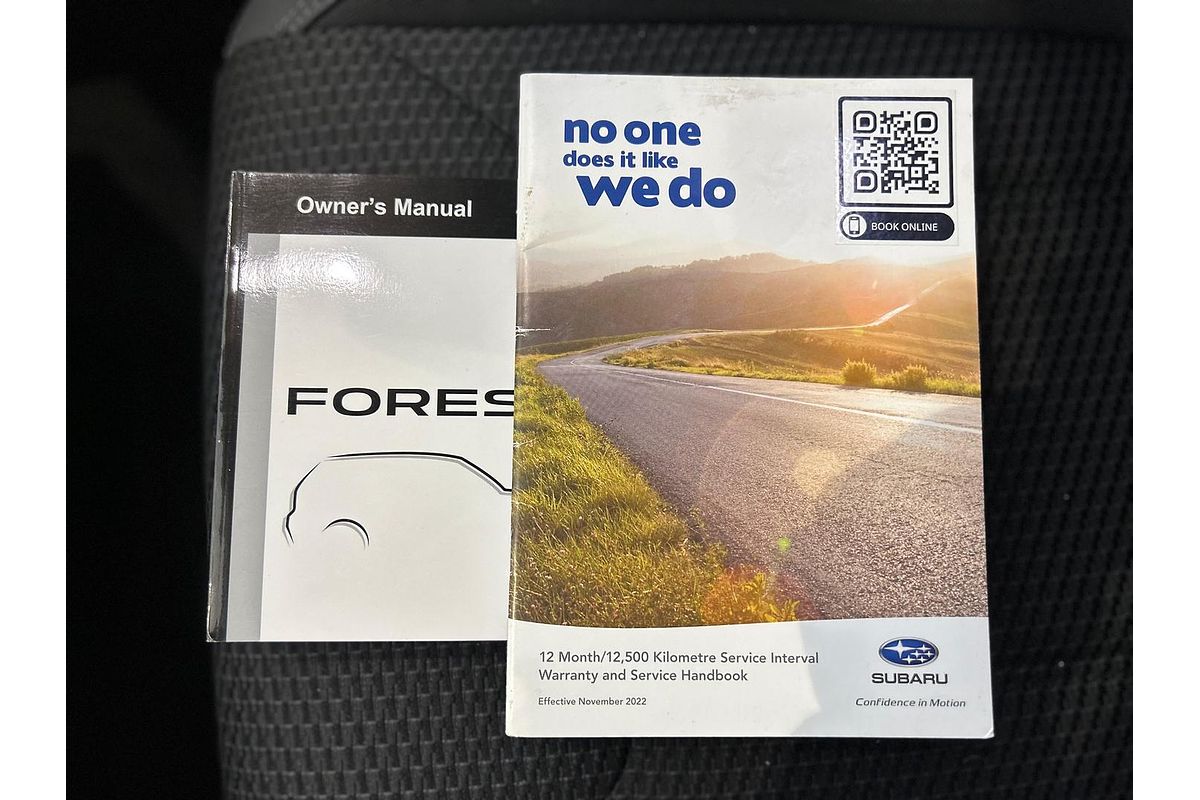 Owner's Manual
FORES
no one
does it like
we do
BOOK ONLINE
12 Month/12,500 Kilometre Service Interval
Warranty and Service Handbook
Effective November 2022
SUBARU
Confidence in Motion